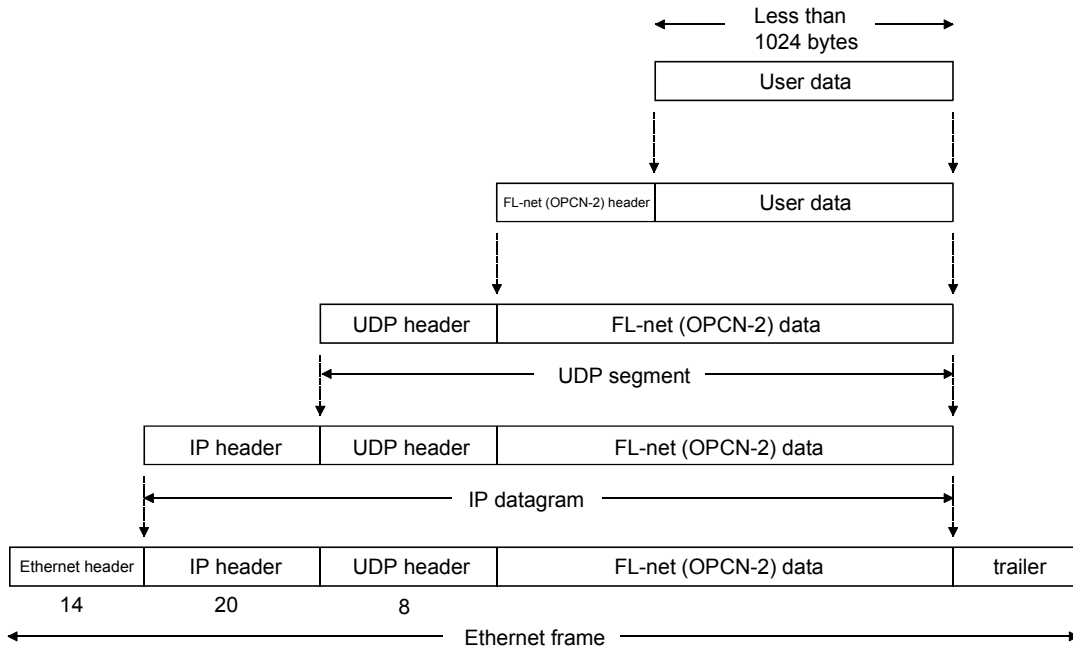 Less than
1024 bytes
User data
FL-net (OPCN-2) header
User data
UDP header
FL-net (OPCN-2) data
UDP segment
IP header
UDP header
FL-net (OPCN-2) data
IP datagram
Ethernet header
IP header
UDP header
FL-net (OPCN-2) data
trailer
14
20
8
Ethernet frame